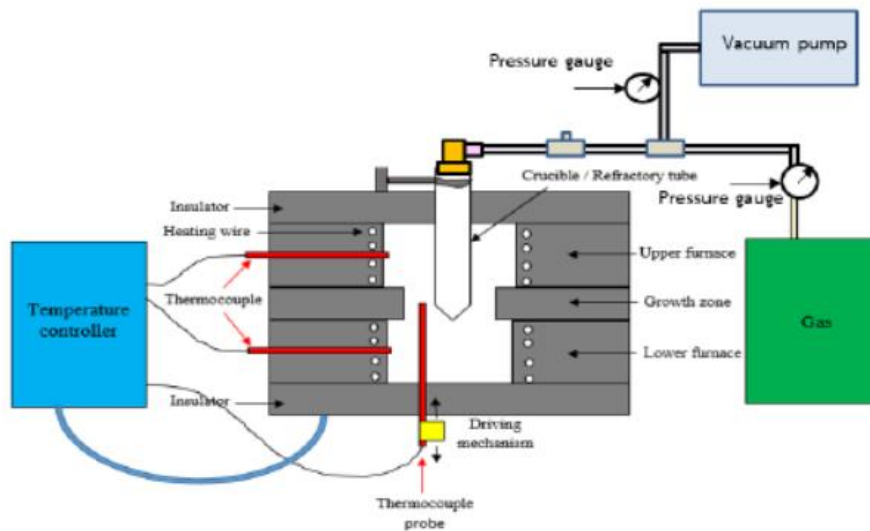 Vacuum pump
Pressure gauge
Crucible / Refractory tube
Pressure gauge
Insulator
Heating wire
Upper furnace
Thermocouple
Growth zone
Temperature
controller
Gas
Lower furnace
Insulator
Driving
mechanism
Thermocouple
probe